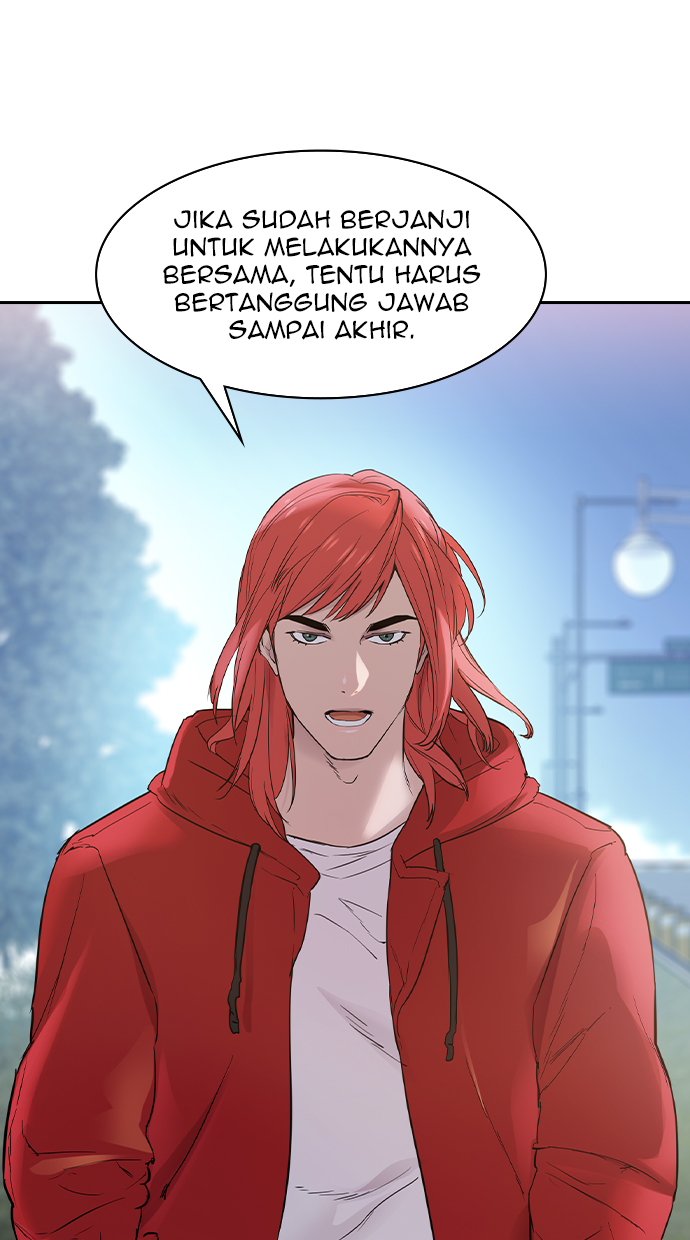 JIKA SUDAH BERJANJI
UNTUK MELAKUKANNYA
BERSAMA, TENTU HARUS
BERTANGGUNG JAWAB
SAMPAI AKHIR.